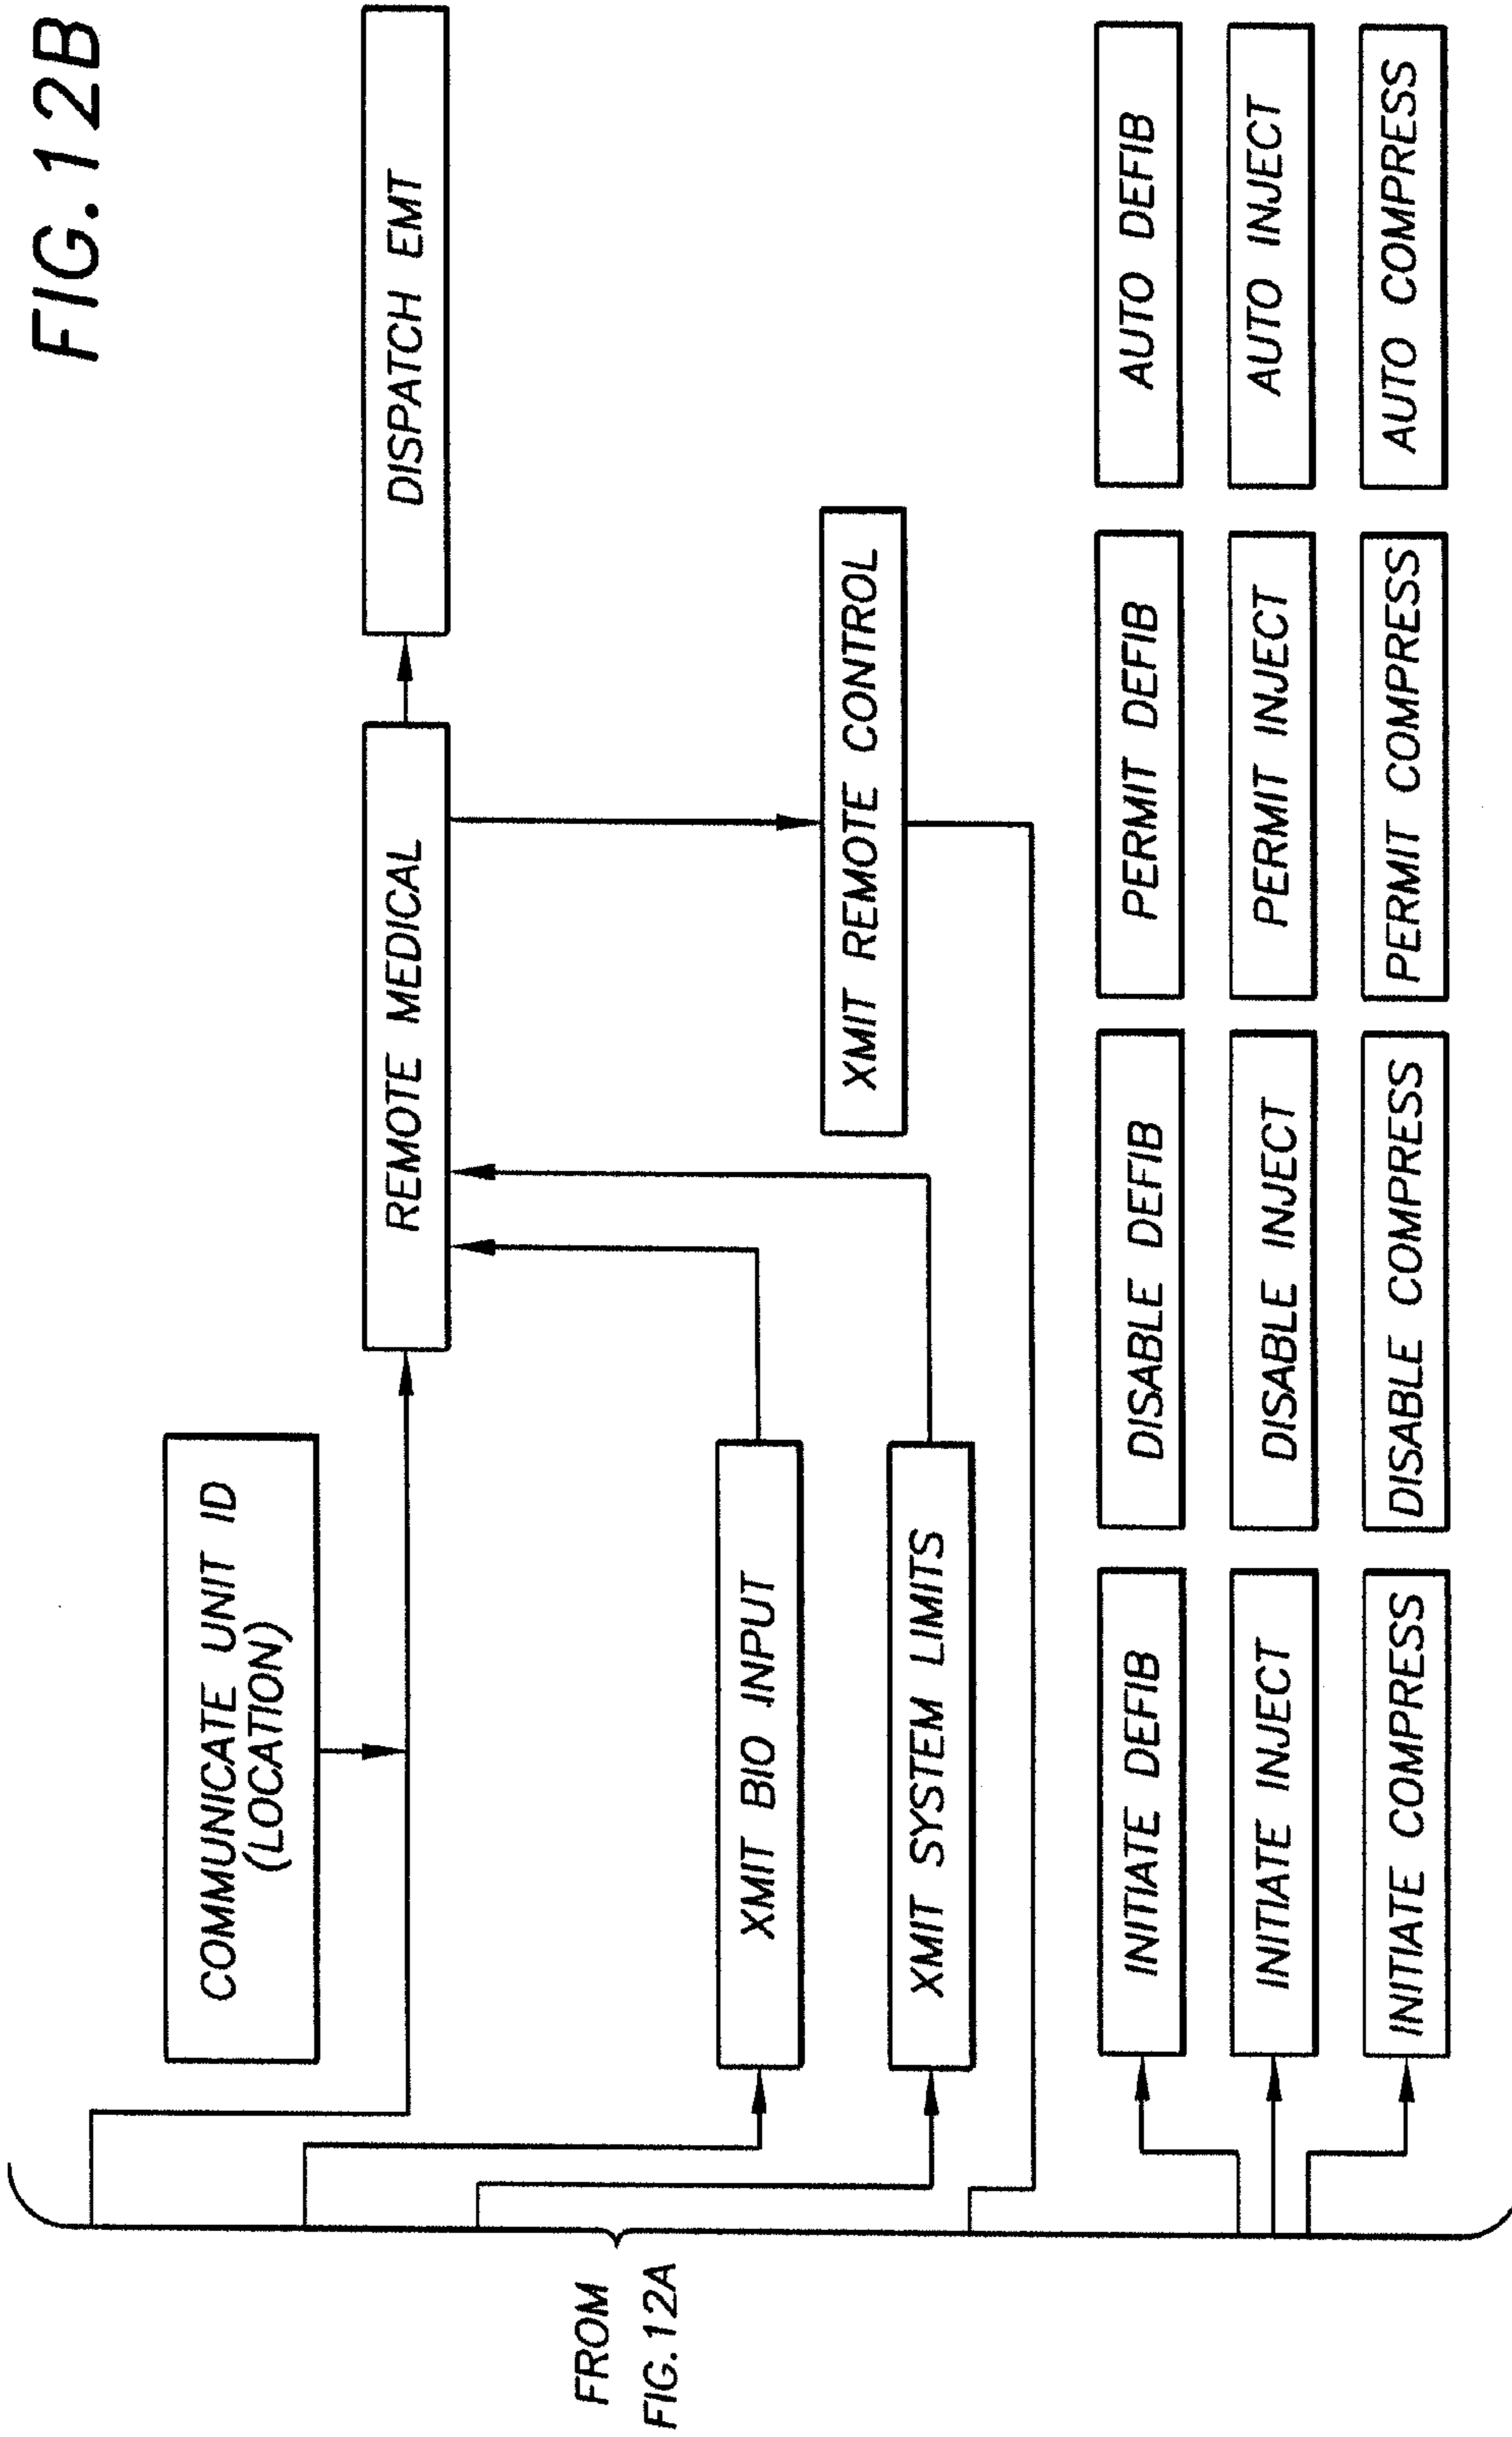 FIG.12B
COMMUNICATE UNIT ID
(LOCATION)
REMOTE MEDICAL
DISPATCH EMT
FROM
FIG.12A
XMIT BIO INPUT
XMIT SYSTEM LIMITS
XMIT REMOTE CONTROL
INITIATE DEFIB
DISABLE DEFIB
PERMIT DEFIB
AUTO DEFIB
INITIATE INJECT
DISABLE INJECT
PERMIT INJECT
AUTO INJECT
INITIATE COMPRESS
DISABLE COMPRESS
PERMIT COMPRESS
AUTO COMPRESS